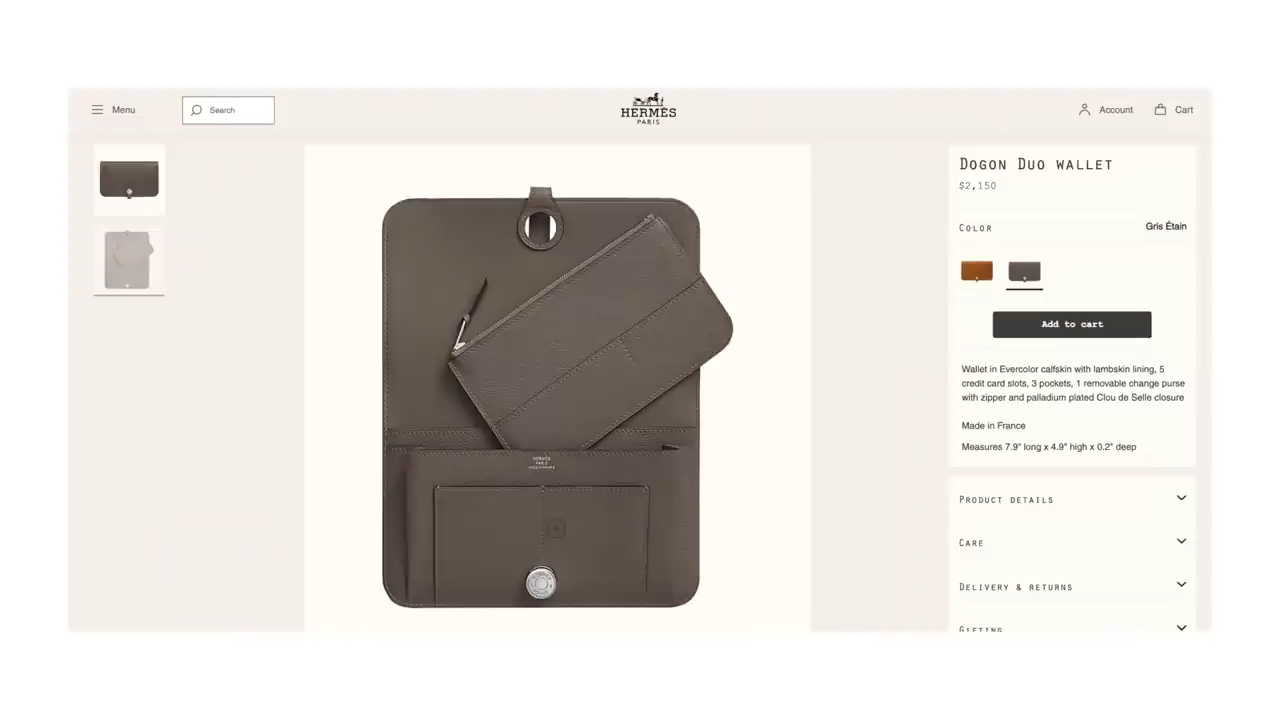 Menu
Search
HERMÈS
PARIS
Account
Cart
DOGON DUO WALLET
$2,150
COLOR
Gris Étain
Add to cart
Wallet in Evercolor calfskin with lambskin lining, 5
credit card slots, 3 pockets, 1 removable change purse
with zipper and palladium plated Clou de Selle closure
Made in France
Measures 7.9" long x 4.9" high x 0.2" deep
PRODUCT DETAILS
CARE
DELIVERY & RETURNS
GIFTING
HERMÈS
PARIS